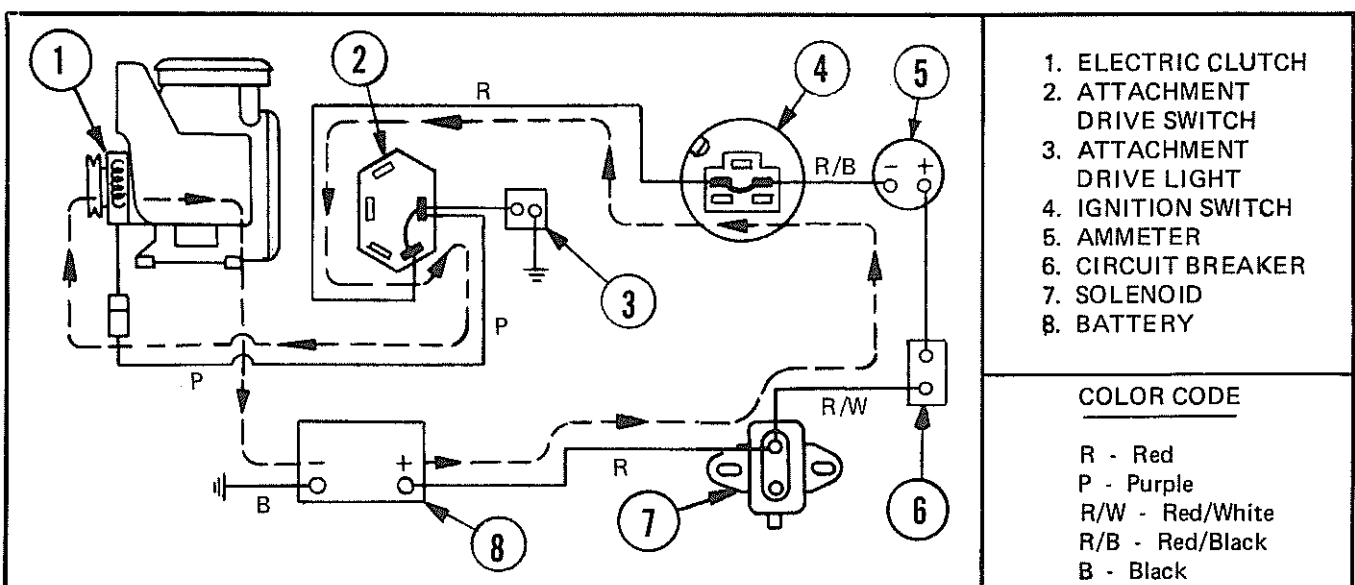 1
2
R
4
5
R/B
- +
3
P
P
R/W
- +
R
B
7
6
8
1. ELECTRIC CLUTCH
2. ATTACHMENT
DRIVE SWITCH
3. ATTACHMENT
DRIVE LIGHT
4. IGNITION SWITCH
5. AMMETER
6. CIRCUIT BREAKER
7. SOLENOID
8. BATTERY
COLOR CODE
R - Red
P - Purple
R/W - Red/White
R/B - Red/Black
B - Black